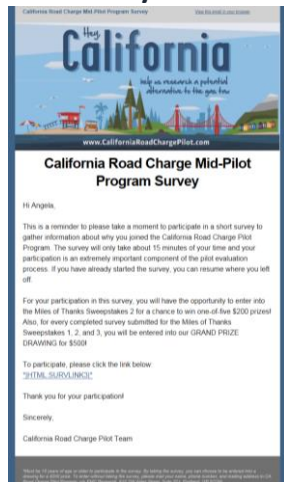 California Road Charge Mid-Pilot Program Survey
View this email in your browser
Hey,
California
help us research a potential
alternative to the gas tax
www.CaliforniaRoadChargePilot.com
California Road Charge Mid-Pilot
Program Survey
Hi Angela,
This is a reminder to please take a moment to participate in a short survey to
gather information about why you joined the California Road Charge Pilot
Program. The survey will only take about 15 minutes of your time and your
participation is an extremely important component of the pilot evaluation
process. If you have already started the survey, you can resume where you left
off.
For your participation in this survey, you will have the opportunity to enter into
the Miles of Thanks Sweepstakes 2 for a chance to win one-of-five $200 prizes!
Also, for every completed survey submitted for the Miles of Thanks
Sweepstakes 1, 2, and 3, you will be entered into our GRAND PRIZE
DRAWING for $500!
To participate, please click the link below:
*|HTML:SURVLINK3|*
Thank you for your participation!
Sincerely,
California Road Charge Pilot Team